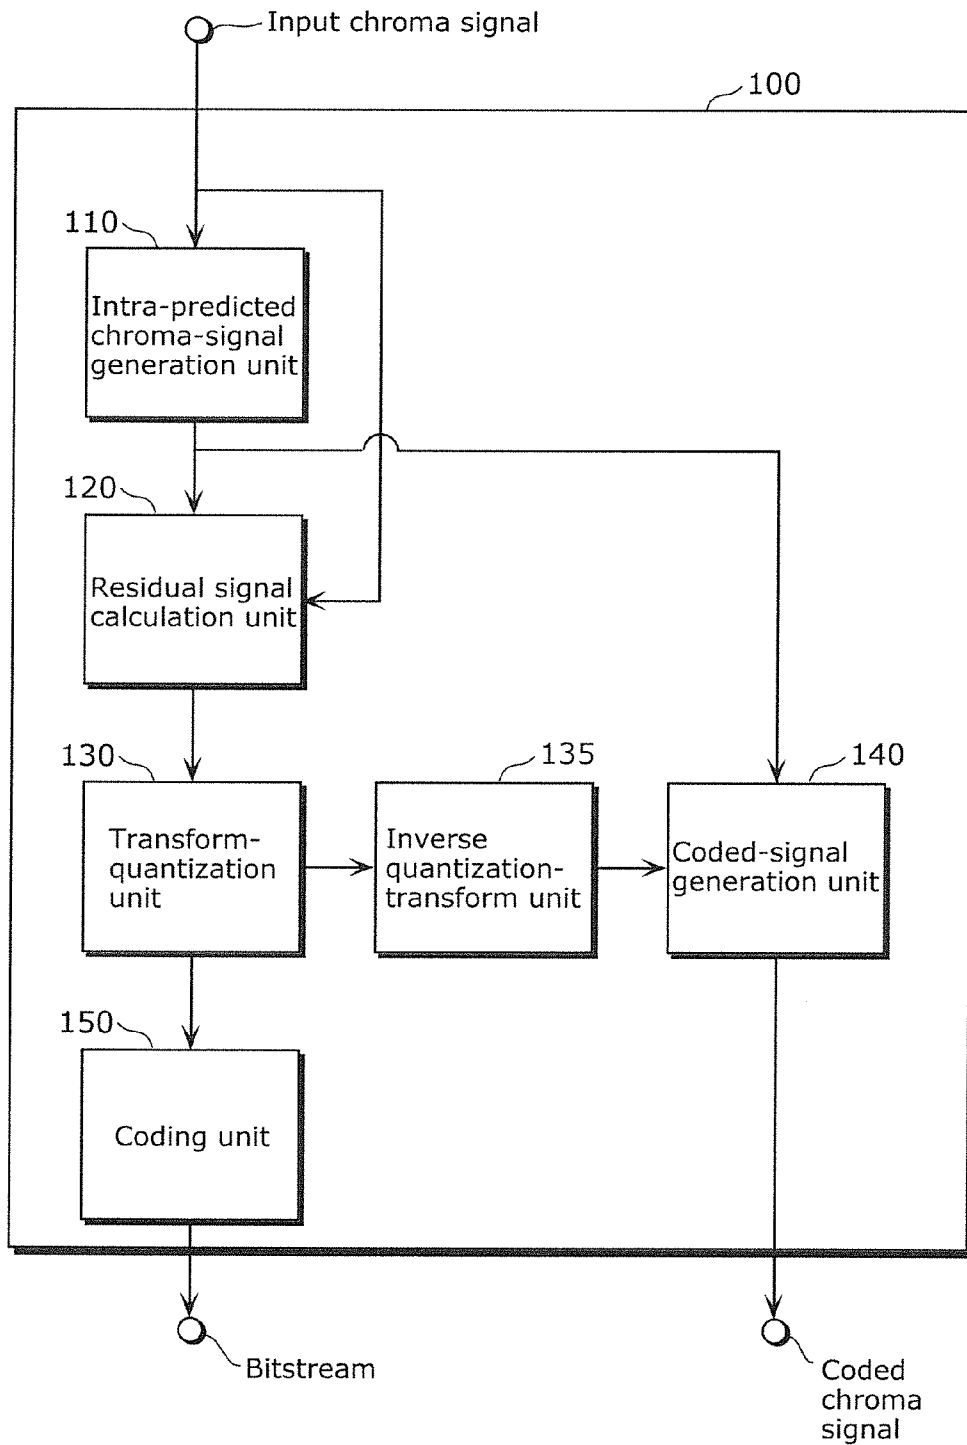 Input chroma signal
100
110
Intra-predicted
chroma-signal
generation unit
120
Residual signal
calculation unit
130
Transform-
quantization
unit
135
Inverse
quantization-
transform unit
140
Coded-signal
generation unit
150
Coding unit
Bitstream
Coded
chroma
signal